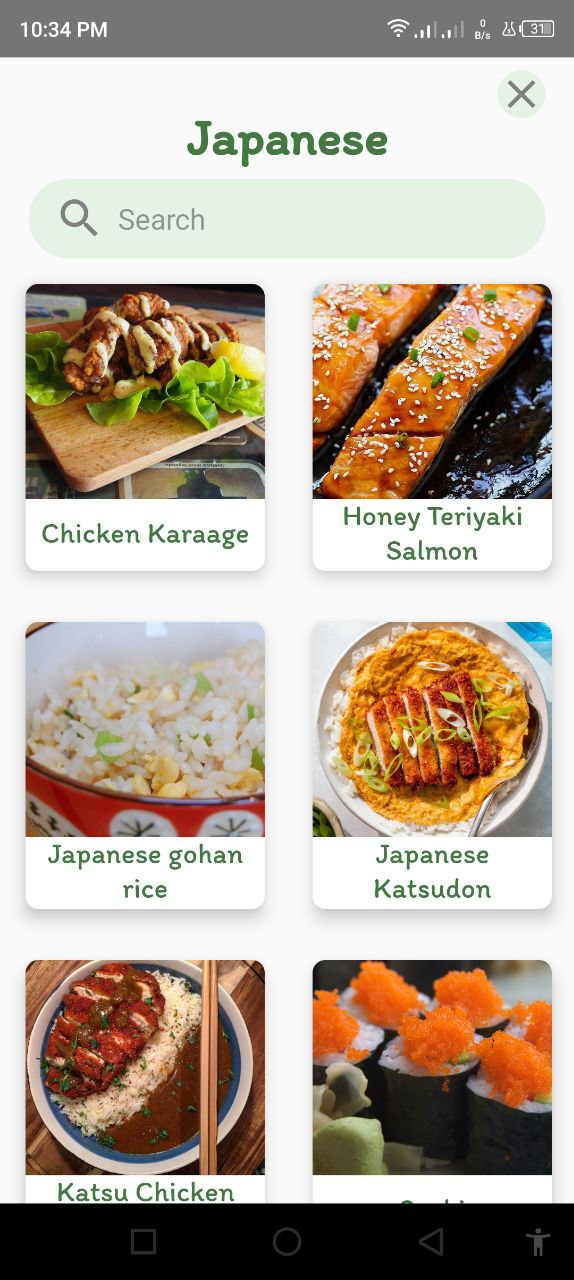 10:34 PM
0
B/s
31
Japanese
Search
Chicken Karaage
Honey Teriyaki
Salmon
Japanese gohan
rice
Japanese
Katsudon
Katsu Chicken